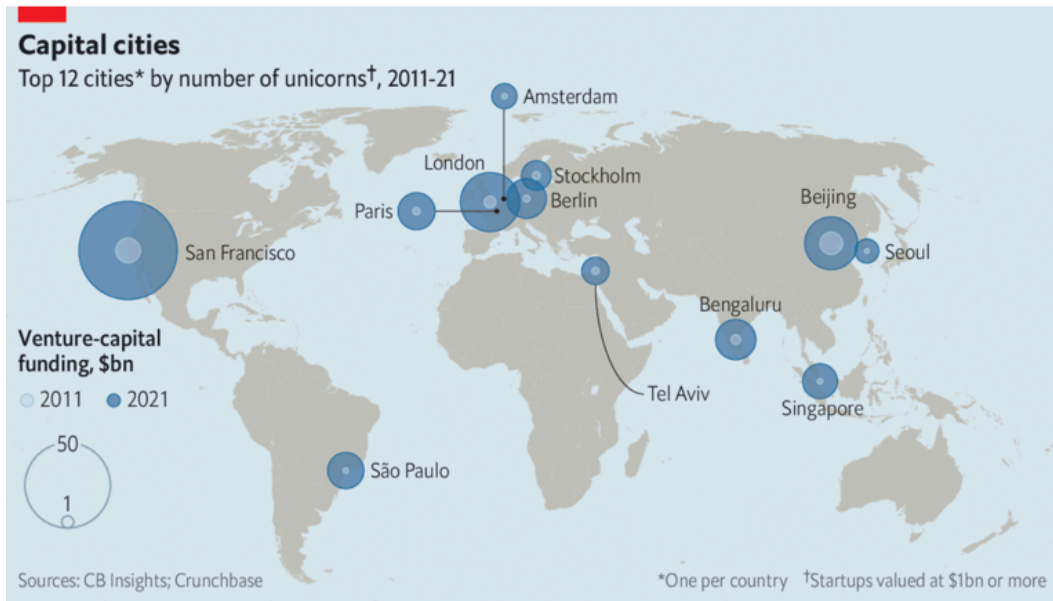 Capital cities
Top 12 cities* by number of unicorns†, 2011-21
Amsterdam
London
Stockholm
Paris
Berlin
Beijing
San Francisco
Seoul
Bengaluru
Venture-capital
funding, $bn
2011 2021
Tel Aviv
Singapore
50
São Paulo
1
Sources: CB Insights; Crunchbase
*One per country †Startups valued at $1bn or more